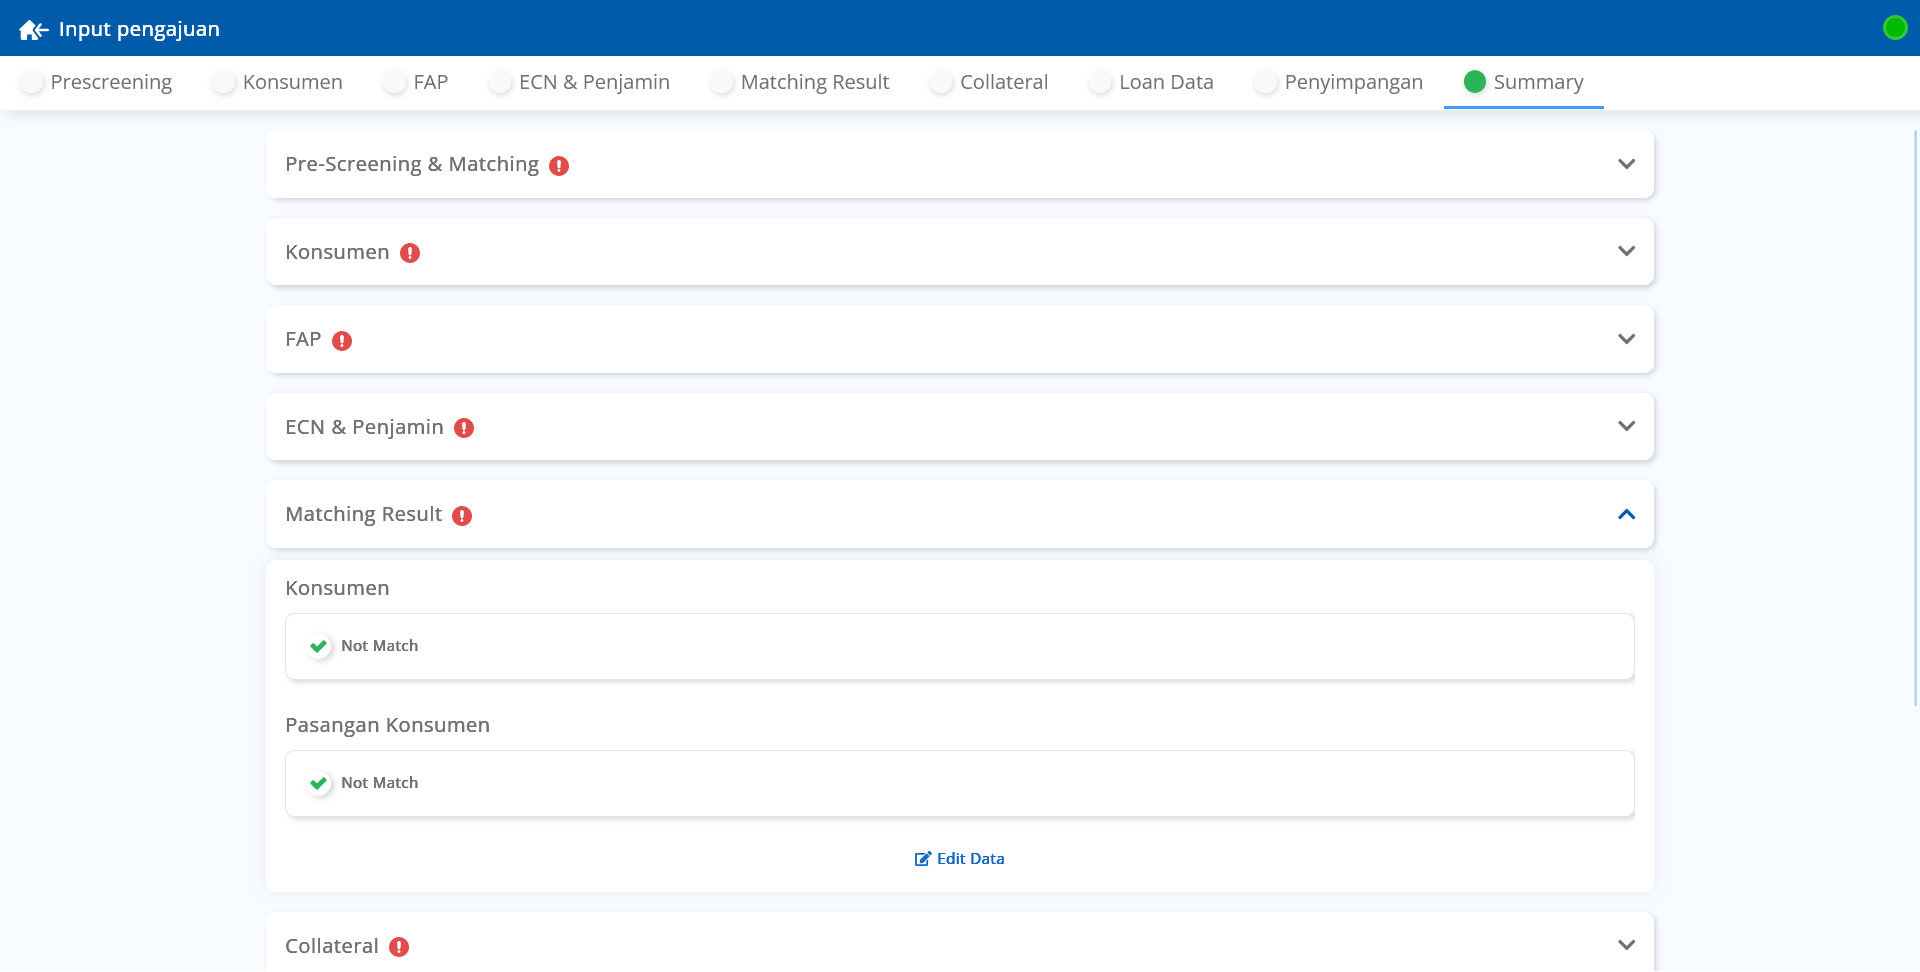 Input pengajuan
Prescreening Konsumen FAP ECN & Penjamin Matching Result Collateral Loan Data Penyimpangan Summary
Pre-Screening & Matching
Konsumen
FAP
ECN & Penjamin
Matching Result
Konsumen
Not Match
Pasangan Konsumen
Not Match
Edit Data
Collateral